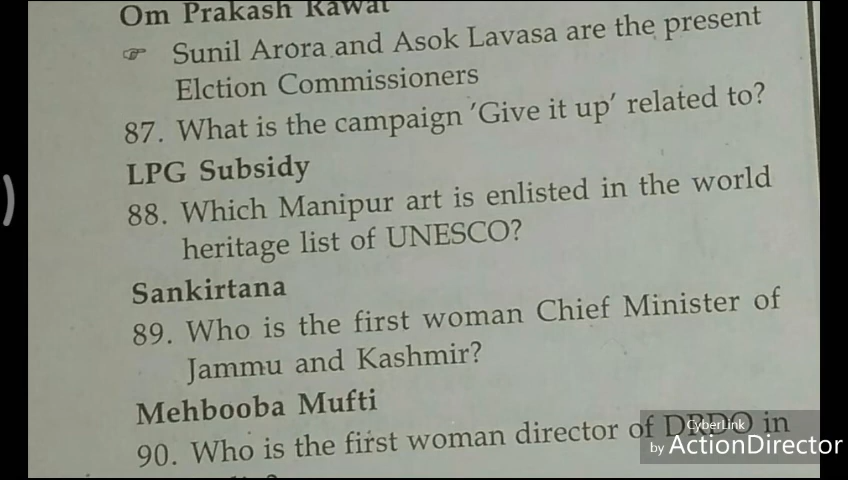 Om Prakash Rawat
☞ Sunil Arora and Asok Lavasa are the present
Elction Commissioners
87. What is the campaign 'Give it up' related to?
LPG Subsidy
88. Which Manipur art is enlisted in the world
heritage list of UNESCO?
Sankirtana
89. Who is the first woman Chief Minister of
Jammu and Kashmir?
Mehbooba Mufti
90. Who is the first woman director of DRDO in
CyberLink
by ActionDirector